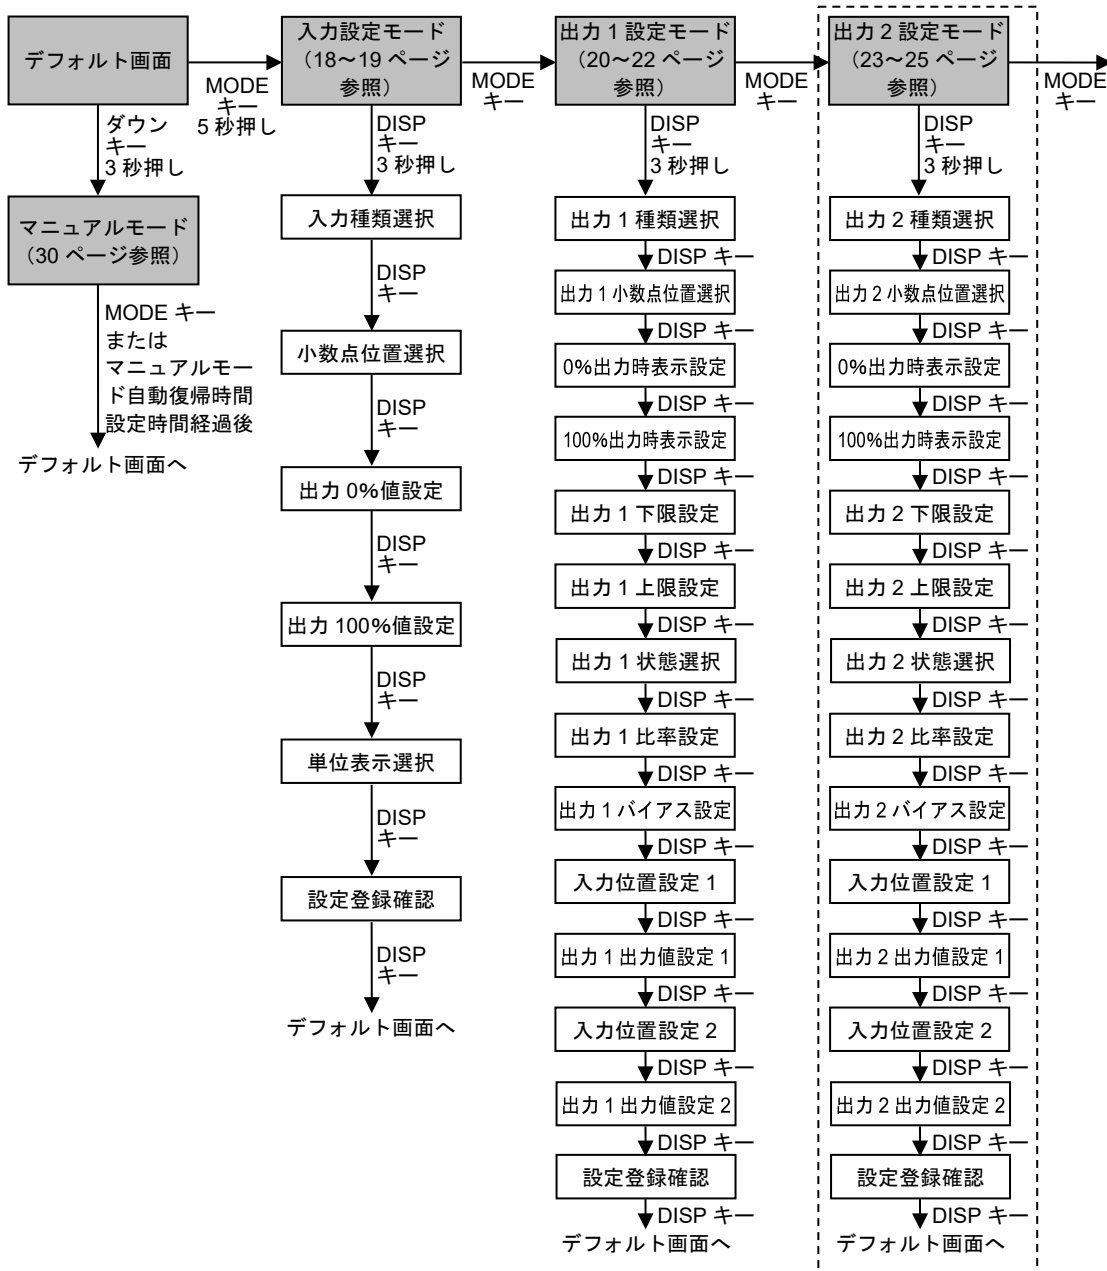 デフォルト画面
MODE
キー
5 秒押し
ダウン
キー
3 秒押し
マニュアルモード
（30 ページ参照）
MODE キー
または
マニュアルモー
ド自動復帰時間
設定時間経過後
デフォルト画面へ
入力設定モード
（18～19 ページ
参照）
MODE
キー
DISP
キー
3 秒押し
入力種類選択
DISP
キー
小数点位置選択
DISP
キー
出力 0%値設定
DISP
キー
出力 100%値設定
DISP
キー
単位表示選択
DISP
キー
設定登録確認
DISP
キー
デフォルト画面へ
出力 1 設定モード
（20～22 ページ
参照）
MODE
キー
DISP
キー
3 秒押し
出力 1 種類選択
DISP キー
出力 1 小数点位置選択
DISP キー
0%出力時表示設定
DISP キー
100%出力時表示設定
DISP キー
出力 1 下限設定
DISP キー
出力 1 上限設定
DISP キー
出力 1 状態選択
DISP キー
出力 1 比率設定
DISP キー
出力 1 バイアス設定
DISP キー
入力位置設定 1
DISP キー
出力 1 出力値設定 1
DISP キー
入力位置設定 2
DISP キー
出力 1 出力値設定 2
DISP キー
設定登録確認
DISP キー
デフォルト画面へ
出力 2 設定モード
（23～25 ページ
参照）
MODE
キー
DISP
キー
3 秒押し
出力 2 種類選択
DISP キー
出力 2 小数点位置選択
DISP キー
0%出力時表示設定
DISP キー
100%出力時表示設定
DISP キー
出力 2 下限設定
DISP キー
出力 2 上限設定
DISP キー
出力 2 状態選択
DISP キー
出力 2 比率設定
DISP キー
出力 2 バイアス設定
DISP キー
入力位置設定 1
DISP キー
出力 2 出力値設定 1
DISP キー
入力位置設定 2
DISP キー
出力 2 出力値設定 2
DISP キー
設定登録確認
DISP キー
デフォルト画面へ